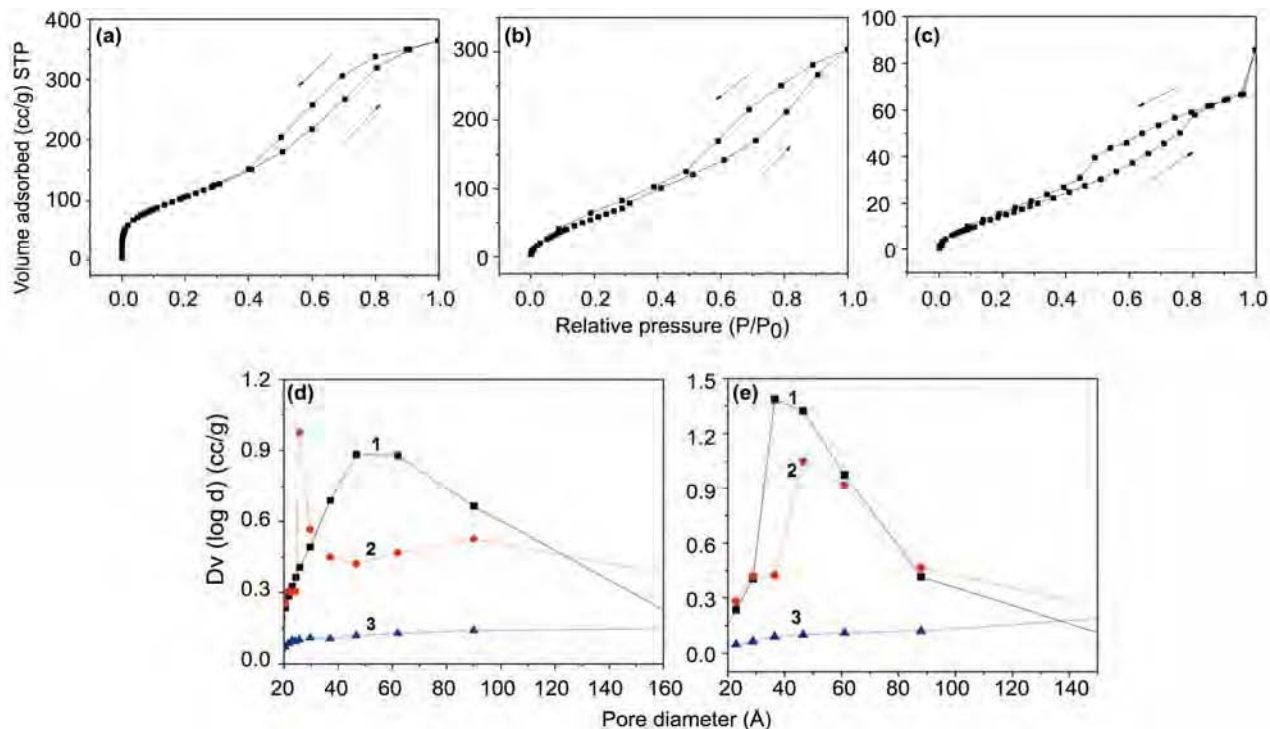 (a)
(b)
(c)
Volume adsorbed (cc/g) STP
400
300
200
100
0
300
200
100
0
100
80
60
40
20
0
0.0 0.2 0.4 0.6 0.8 1.0
0.0 0.2 0.4 0.6 0.8 1.0
0.0 0.2 0.4 0.6 0.8 1.0
Relative pressure (P/P0)
(d)
(e)
Dv (log d) (cc/g)
1.2
0.9
0.6
0.3
0.0
1
2
3
1.5
1.2
0.9
0.6
0.3
0.0
1
2
3
20 40 60 80 100 120 140 160
20 40 60 80 100 120 140
Pore diameter (Å)